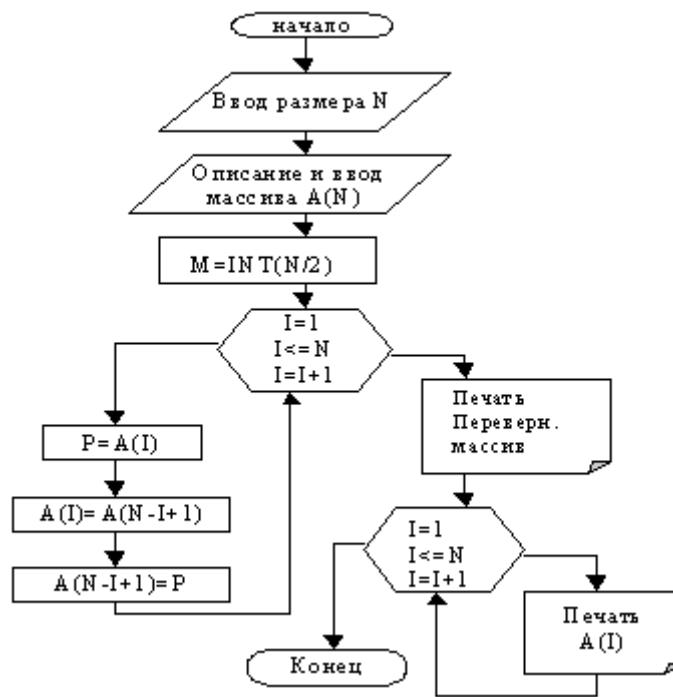 начало
Ввод размера N
Описание и ввод
массива A(N)
M=INT(N/2)
I=1
I<=N
I=I+1
P=A(I)
A(I)=A(N-I+1)
A(N-I+1)=P
Печать
Переверн.
массив
I=1
I<=N
I=I+1
Печать
A(I)
Конец